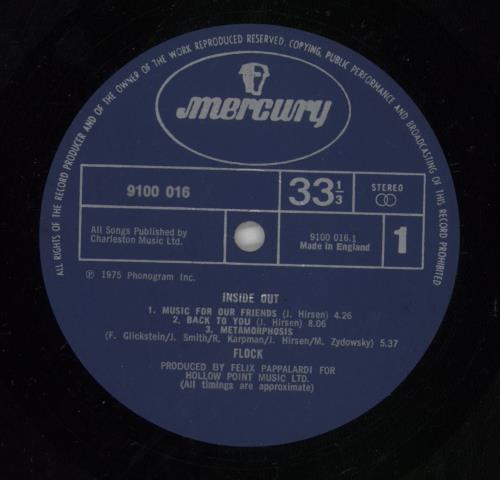 ALL RIGHTS OF THE RECORD PRODUCER AND OF THE OWNER OF THE WORK REPRODUCED RESERVED. COPYING, PUBLIC PERFORMANCE AND BROADCASTING OF THIS RECORD PROHIBITED
mercury
9100 016
33 1/3
STEREO
All Songs Published by
Charleston Music Ltd.
9100 016.1
Made in England
1
℗ 1975 Phonogram Inc.
INSIDE OUT
1. MUSIC FOR OUR FRIENDS (J. Hirsen) 4.26
2. BACK TO YOU (J. Hirsen) 8.06
3. METAMORPHOSIS
(F. Glickstein/J. Smith/R. Karpman/J. Hirsen/M. Zydowsky) 5.37
FLOCK
PRODUCED BY FELIX PAPPALARDI FOR
HOLLOW POINT MUSIC LTD.
(All timings are approximate)